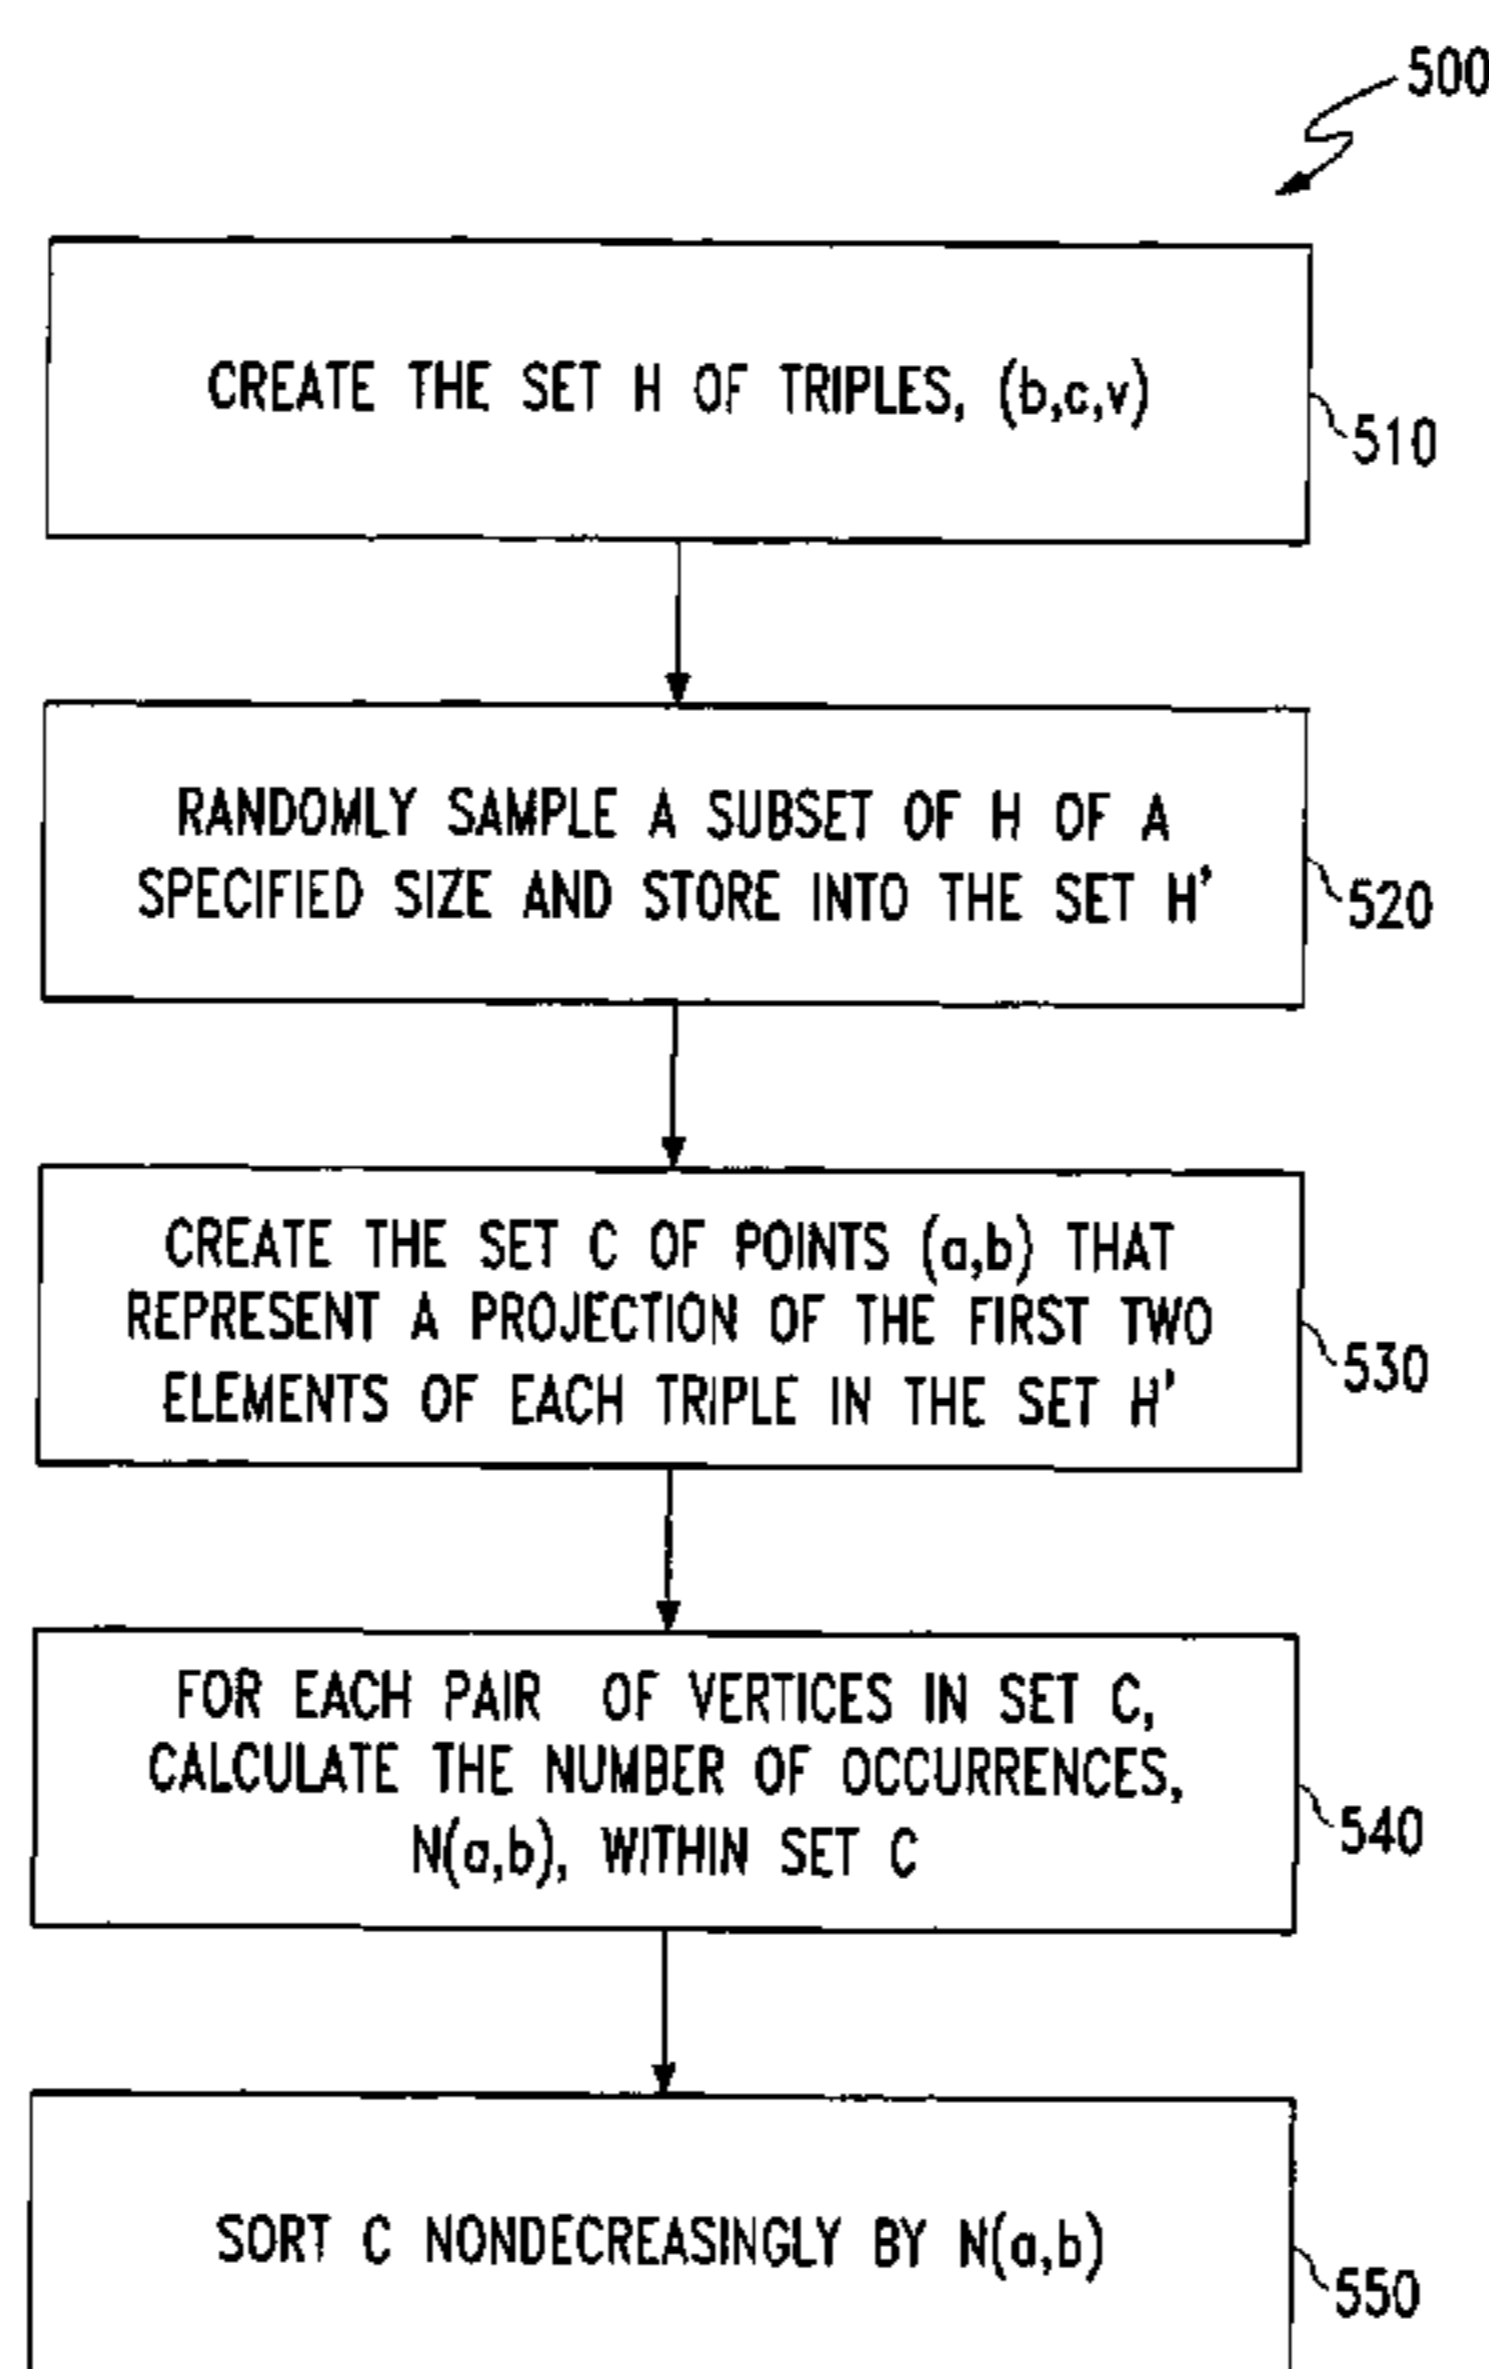 500
CREATE THE SET H OF TRIPLES, (b,c,v)
510
RANDOMLY SAMPLE A SUBSET OF H OF A
SPECIFIED SIZE AND STORE INTO THE SET H'
520
CREATE THE SET C OF POINTS (a,b) THAT
REPRESENT A PROJECTION OF THE FIRST TWO
ELEMENTS OF EACH TRIPLE IN THE SET H'
530
FOR EACH PAIR OF VERTICES IN SET C,
CALCULATE THE NUMBER OF OCCURRENCES,
N(a,b), WITHIN SET C
540
SORT C NONDECREASINGLY BY N(a,b)
550